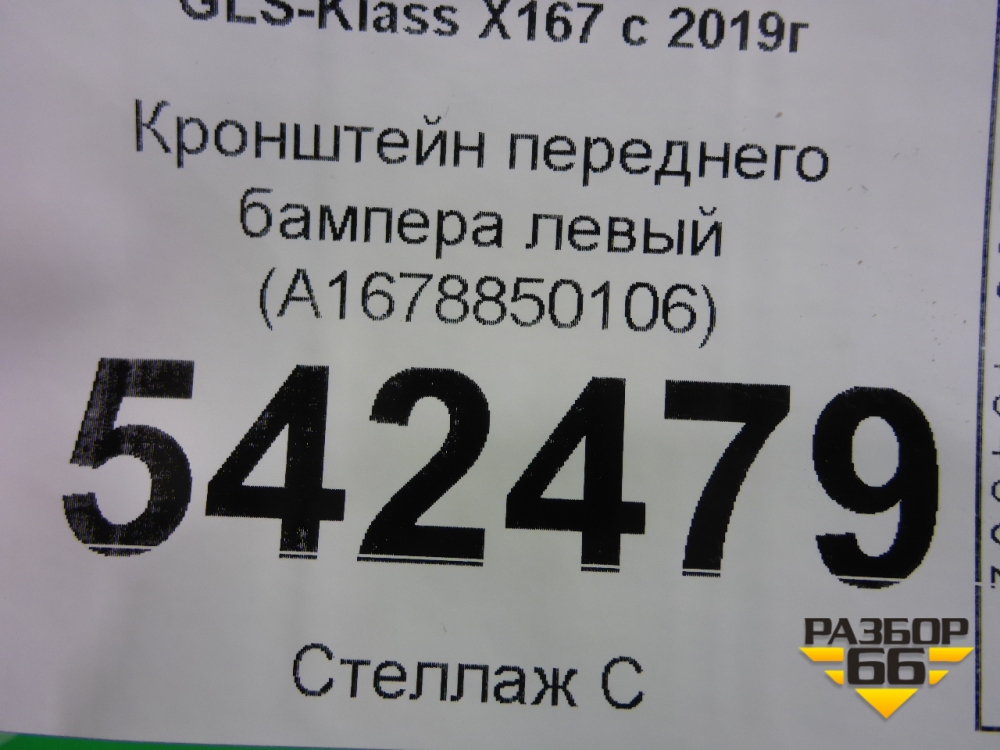 GLS-Klass X167 с 2019г
Кронштейн переднего
бампера левый
(A1678850106)
542479
Стеллаж С
РАЗБОР
66